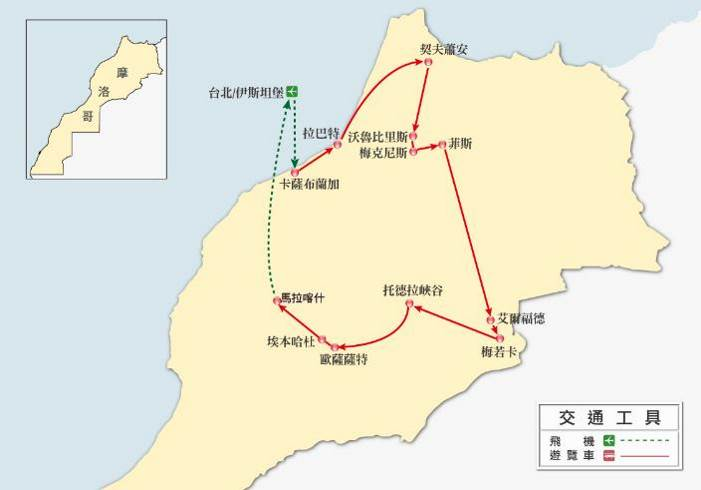 摩
洛
哥
契夫蕭安
台北/伊斯坦堡
拉巴特
沃魯比里斯
菲斯
梅克尼斯
卡薩布蘭加
托德拉峽谷
馬拉喀什
艾爾福德
埃本哈杜
梅若卡
歐薩薩特
交通工具
飛機
遊覽車